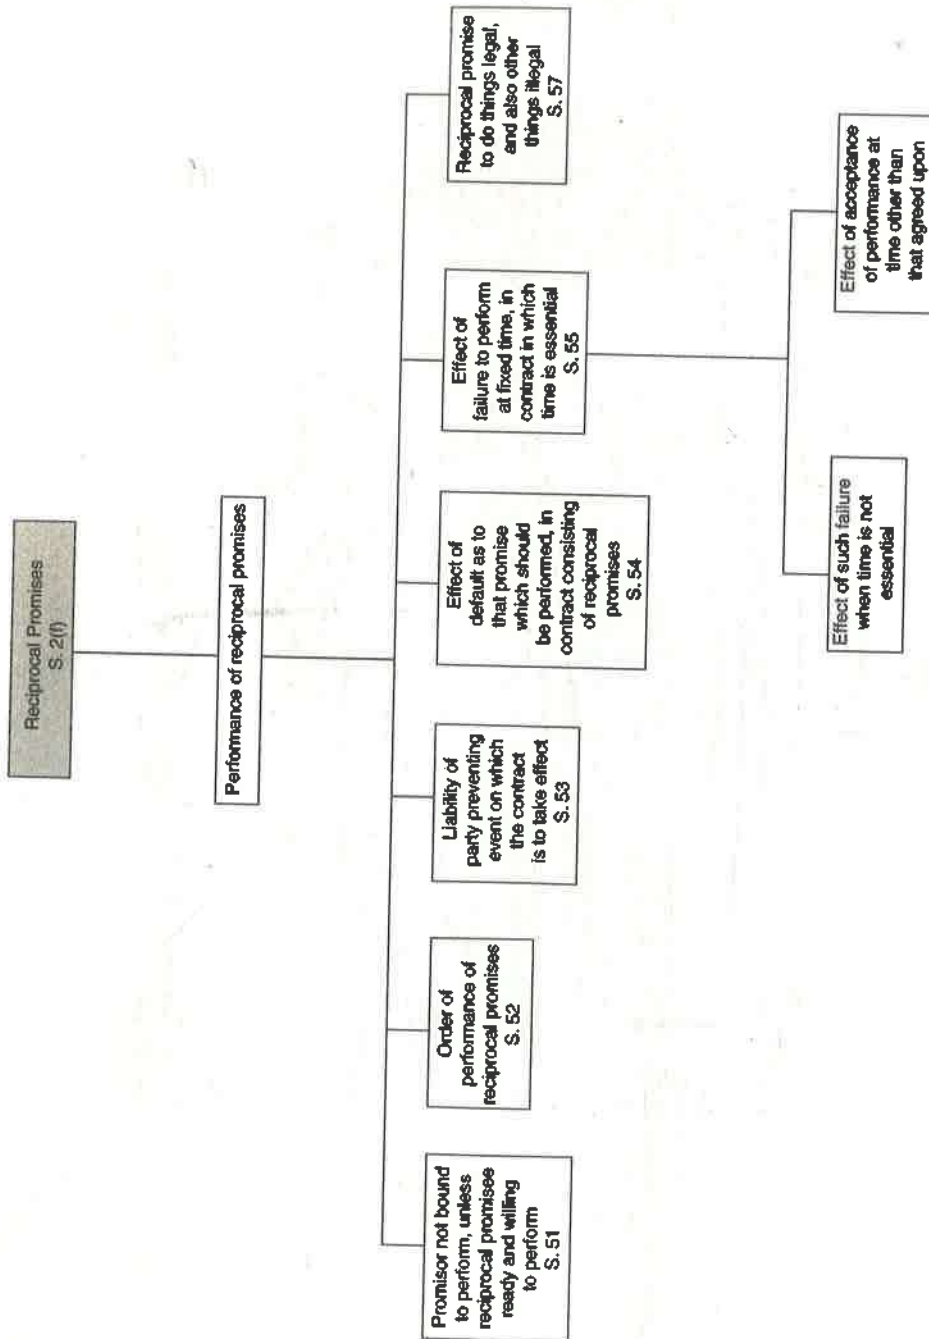 Reciprocal Promises
S. 2(f)
Performance of reciprocal promises
Promisor not bound
to perform, unless
reciprocal promisee
ready and willing
to perform
S. 51
Order of
performance of
reciprocal promises
S. 52
Liability of
party preventing
event on which
the contract
is to take effect
S. 53
Effect of
default as to
that promise
which should
be performed, in
contract consisting
of reciprocal
promises
S. 54
Effect of
failure to perform
at fixed time, in
contract in which
time is essential
S. 55
Reciprocal promise
to do things legal,
and also other
things illegal
S. 57
Effect of such failure
when time is not
essential
Effect of acceptance
of performance at
time other than
that agreed upon